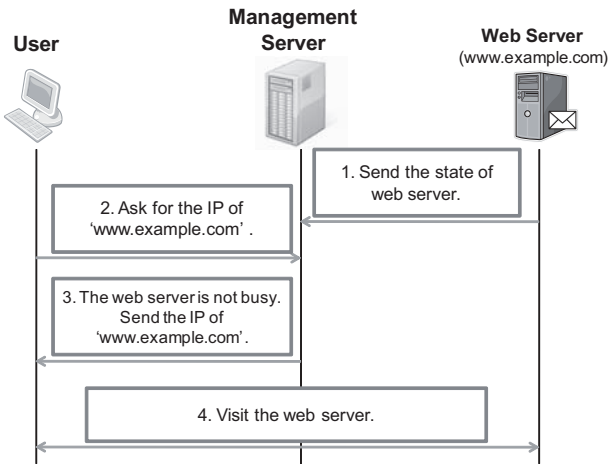 Management
User
Server
Web Server
(www.example.com)
1. Send the state of
web server.
2. Ask for the IP of
'www.example.com' .
3. The web server is not busy.
Send the IP of
'www.example.com'.
4. Visit the web server.